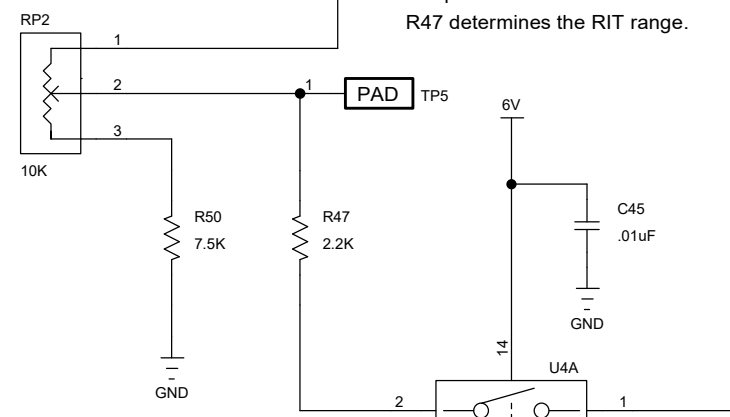 RP2
R47 determines the RIT range.
1
2
1
PAD
TP5
6V
3
10K
C45
.01uF
R50
7.5K
R47
2.2K
GND
14
U4A
GND
2
1